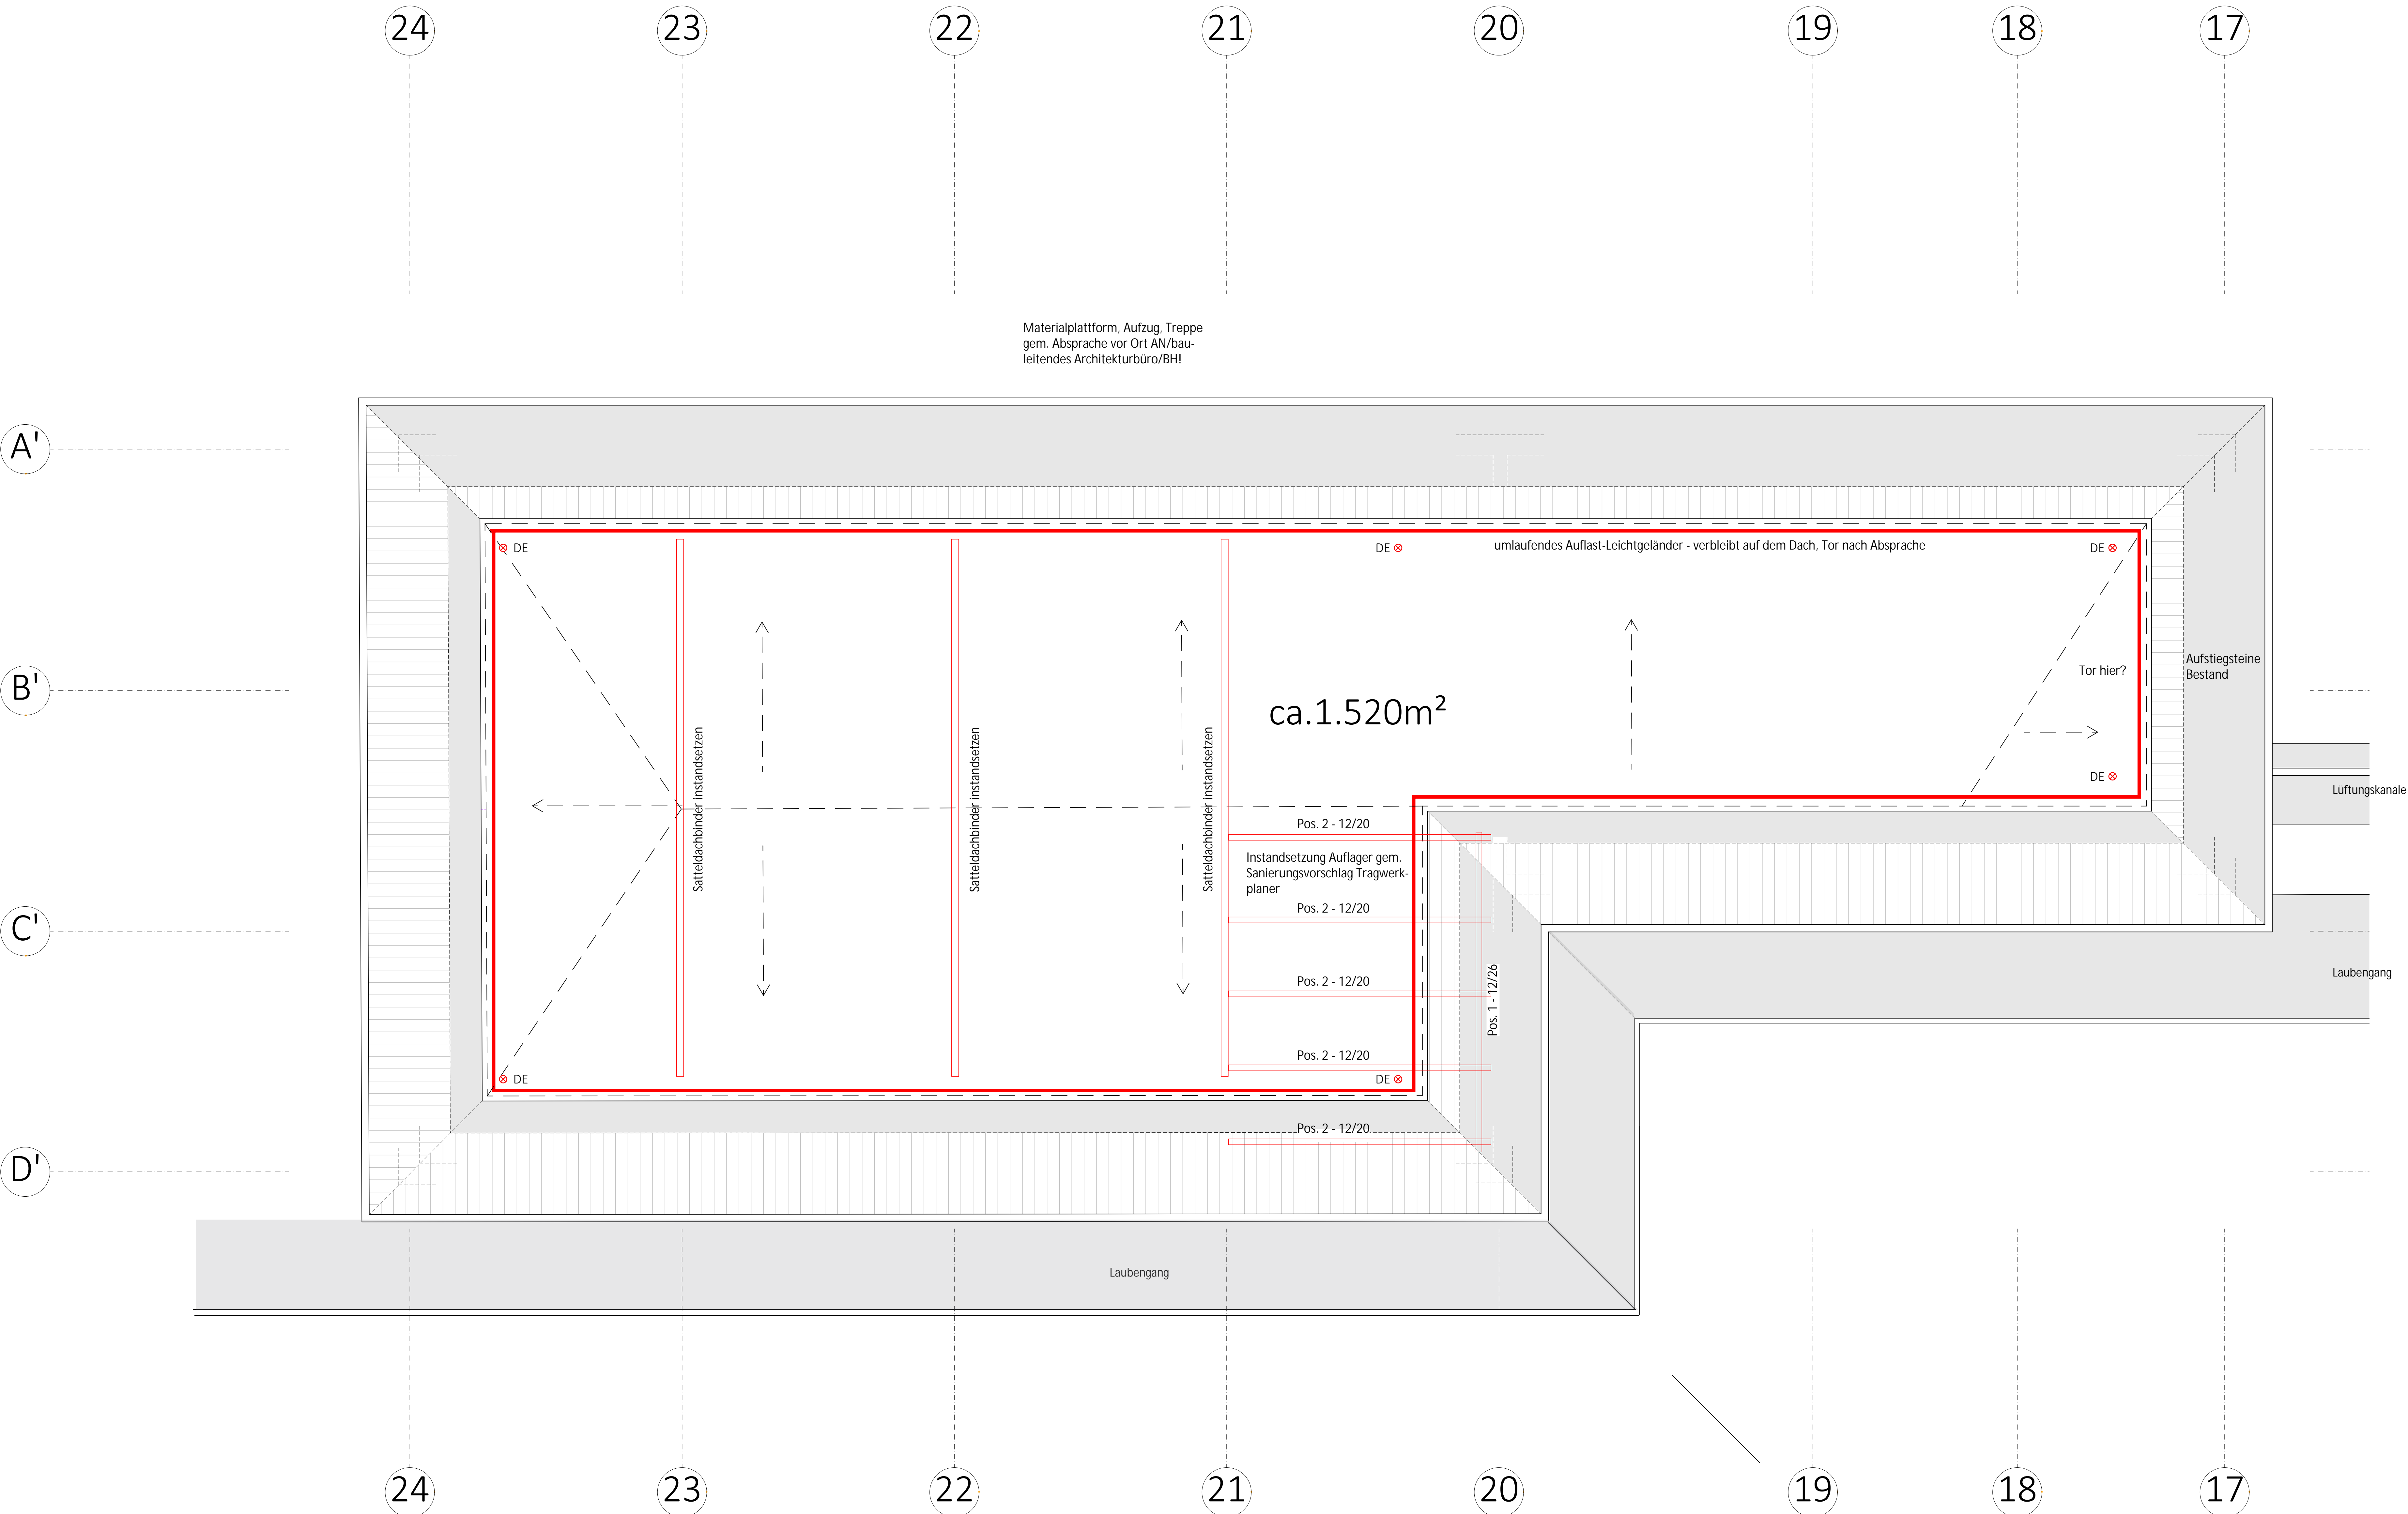 24
23
22
21
20
19
18
17
Materialplattform, Aufzug, Treppe
gem. Absprache vor Ort AN/bau-
leitendes Architekturbüro/BH!
A'
DE
DE
umlaufendes Auflast-Leichtgeländer - verbleibt auf dem Dach, Tor nach Absprache
DE
B'
Tor hier?
Aufstiegsteine
Bestand
ca.1.520m²
Satteldachbinder instandsetzen
Satteldachbinder instandsetzen
Satteldachbinder instandsetzen
DE
Lüftungskanäle
Pos. 2 - 12/20
Instandsetzung Auflager gem.
Sanierungsvorschlag Tragwerk-
planer
Pos. 2 - 12/20
C'
Laubengang
Pos. 2 - 12/20
Pos. 1 - 12/26
Pos. 2 - 12/20
DE
DE
Pos. 2 - 12/20
D'
Laubengang
24
23
22
21
20
19
18
17